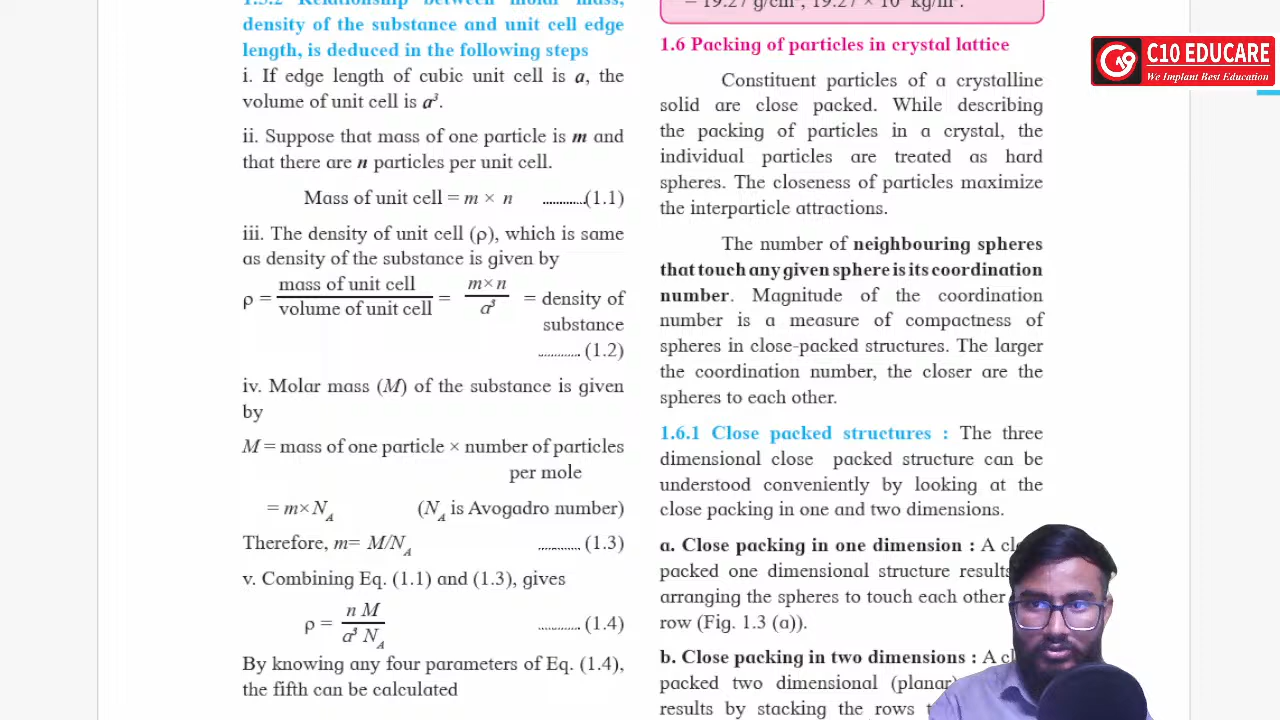 1.3.2 Relationship between molar mass,
density of the substance and unit cell edge
length, is deduced in the following steps
i. If edge length of cubic unit cell is a, the
volume of unit cell is a³.
ii. Suppose that mass of one particle is m and
that there are n particles per unit cell.
Mass of unit cell = m × n .............(1.1)
iii. The density of unit cell (ρ), which is same
as density of the substance is given by
ρ = mass of unit cell / volume of unit cell = m×n / a³ = density of
substance
............. (1.2)
iv. Molar mass (M) of the substance is given
by
M = mass of one particle × number of particles
per mole
= m×N_A (N_A is Avogadro number)
Therefore, m= M/N_A ............. (1.3)
v. Combining Eq. (1.1) and (1.3), gives
ρ = n M / a³ N_A ............. (1.4)
By knowing any four parameters of Eq. (1.4),
the fifth can be calculated
= 19.27 g/cm³, 19.27 × 10³ kg/m³.
1.6 Packing of particles in crystal lattice
Constituent particles of a crystalline
solid are close packed. While describing
the packing of particles in a crystal, the
individual particles are treated as hard
spheres. The closeness of particles maximize
the interparticle attractions.
The number of neighbouring spheres
that touch any given sphere is its coordination
number. Magnitude of the coordination
number is a measure of compactness of
spheres in close-packed structures. The larger
the coordination number, the closer are the
spheres to each other.
1.6.1 Close packed structures : The three
dimensional close packed structure can be
understood conveniently by looking at the
close packing in one and two dimensions.
a. Close packing in one dimension : A
packed one dimensional structure results
arranging the spheres to touch each other
row (Fig. 1.3 (a)).
b. Close packing in two dimensions : A
packed two dimensional (planar)
results by stacking the rows
C10 EDUCARE
We Implant Best Education